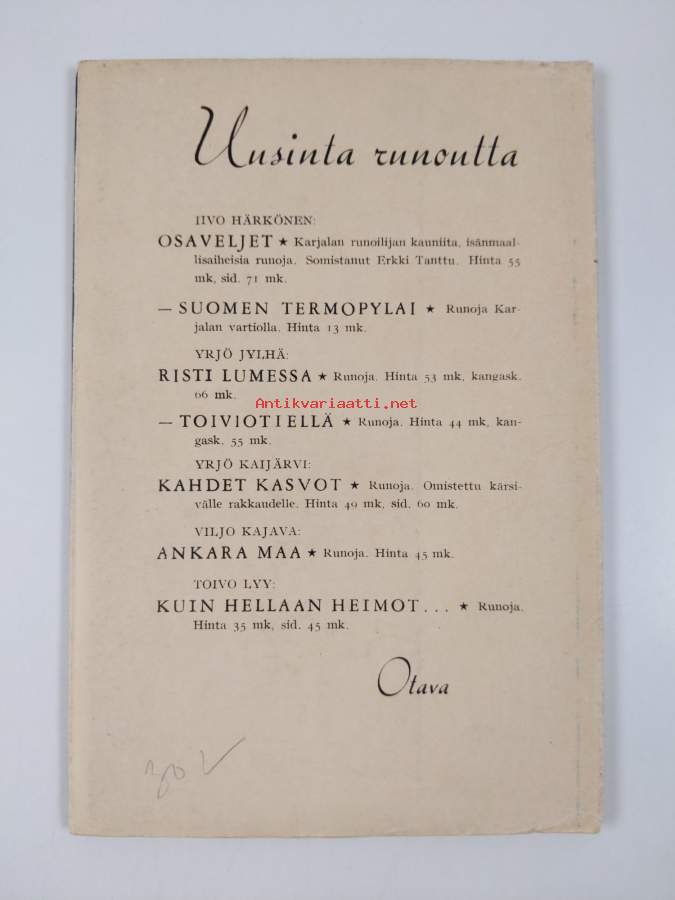 Uusinta runoutta
IIVO HÄRKÖNEN:
OSAVELJET ★ Karjalan runoilijan kauniita, isänmaal-
lisaiheisia runoja. Somistanut Erkki Tanttu. Hinta 55
mk, sid. 71 mk.
— SUOMEN TERMOPYLAI ★ Runoja Kar-
jalan vartiolla. Hinta 13 mk.
YRJÖ JYLHÄ:
RISTI LUMESSA ★ Runoja. Hinta 53 mk, kangask.
66 mk.
Antikvariaatti.net
— TOIVIOTIELLÄ ★ Runoja. Hinta 44 mk, kan-
gask. 55 mk.
YRJÖ KAIJÄRVI:
KAHDET KASVOT ★ Runoja. Omistettu kärsi-
välle rakkaudelle. Hinta 49 mk, sid. 60 mk.
VILJO KAJAVA:
ANKARA MAA ★ Runoja. Hinta 45 mk.
TOIVO LYY:
KUIN HELLAAN HEIMOT... ★ Runoja.
Hinta 35 mk, sid. 45 mk.
Otava